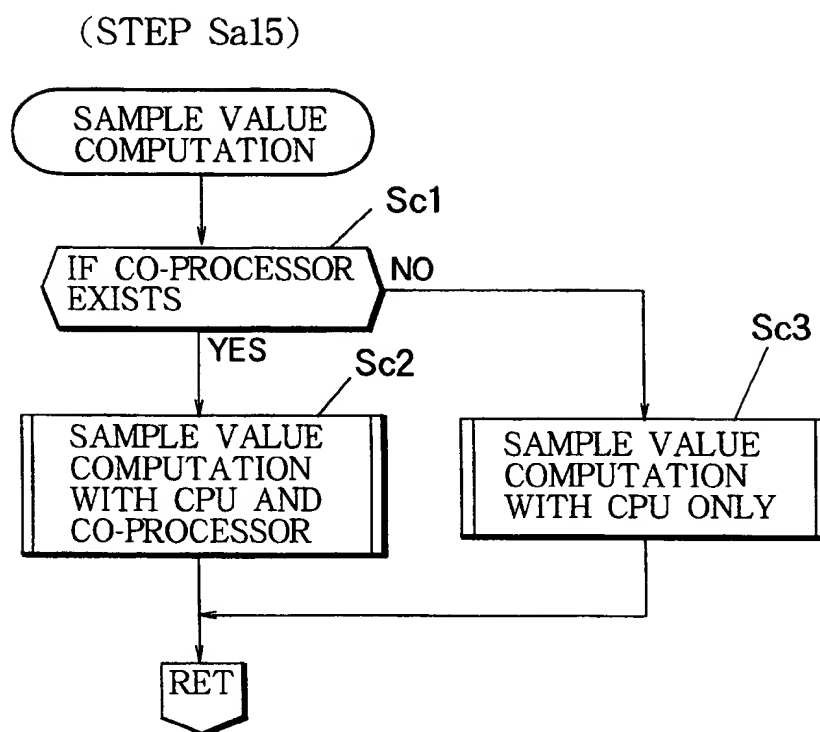 (STEP Sa15)
SAMPLE VALUE
COMPUTATION
Sc1
IF CO-PROCESSOR
EXISTS
NO
YES
Sc2
Sc3
SAMPLE VALUE
COMPUTATION
WITH CPU AND
CO-PROCESSOR
SAMPLE VALUE
COMPUTATION
WITH CPU ONLY
RET